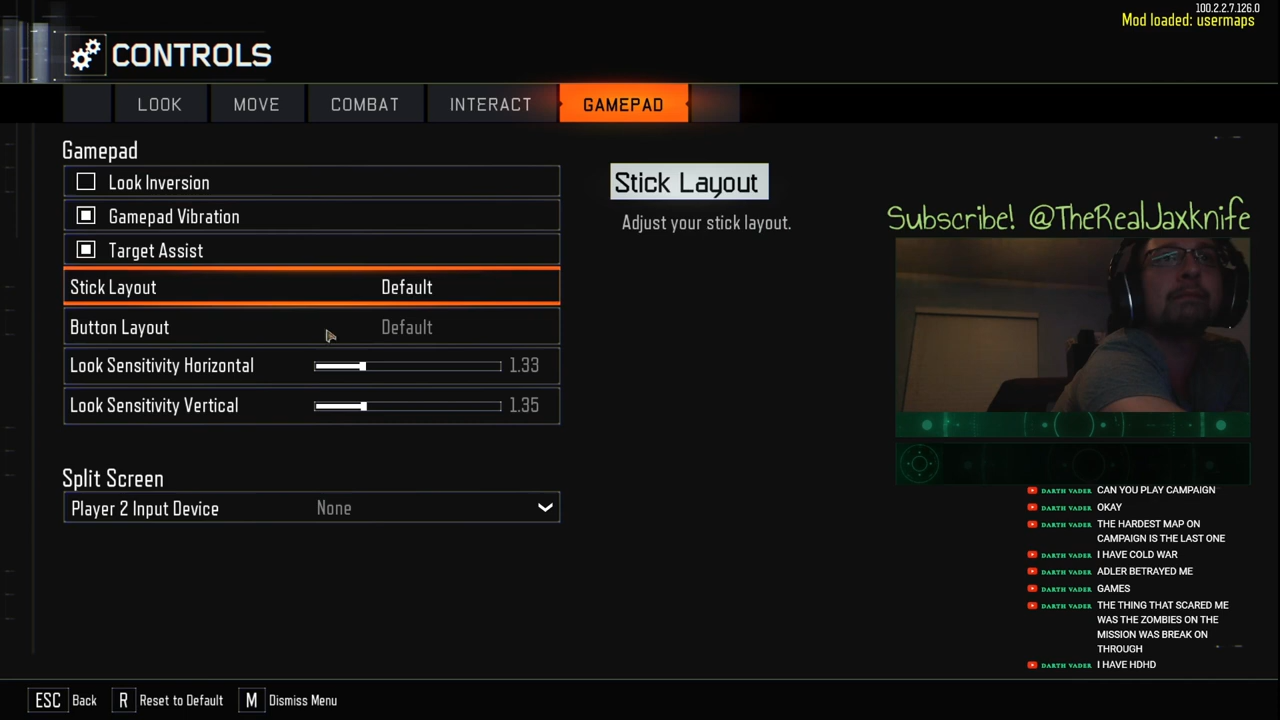 100.2.2.7.126.0
Mod loaded: usermaps
CONTROLS
LOOK MOVE COMBAT INTERACT GAMEPAD
Gamepad
Look Inversion
Gamepad Vibration
Target Assist
Stick Layout Default
Button Layout Default
Look Sensitivity Horizontal 1.33
Look Sensitivity Vertical 1.35
Split Screen
Player 2 Input Device None
Stick Layout
Adjust your stick layout.
Subscribe! @TheRealJaxknife
DARTH VADER CAN YOU PLAY CAMPAIGN
DARTH VADER OKAY
DARTH VADER THE HARDEST MAP ON
CAMPAIGN IS THE LAST ONE
DARTH VADER I HAVE COLD WAR
DARTH VADER ADLER BETRAYED ME
DARTH VADER GAMES
DARTH VADER THE THING THAT SCARED ME
WAS THE ZOMBIES ON THE
MISSION WAS BREAK ON
THROUGH
DARTH VADER I HAVE HDHD
ESC Back R Reset to Default M Dismiss Menu